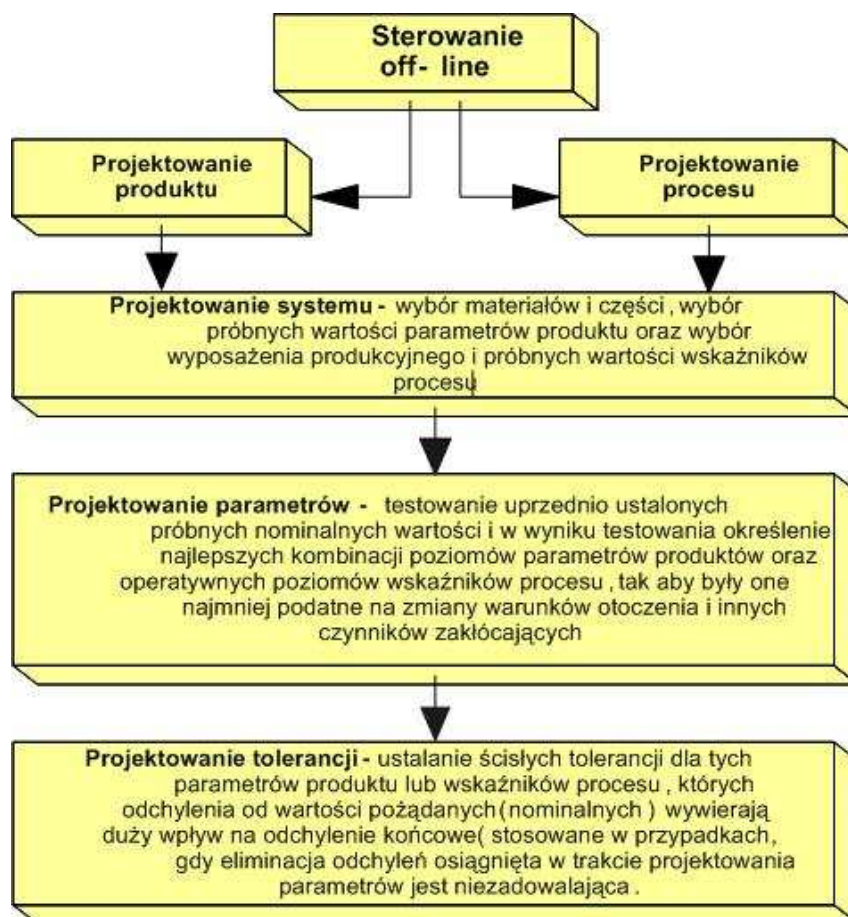 Sterowanie
off- line
Projektowanie
produktu
Projektowanie
procesu
Projektowanie systemu - wybór materiałów i części , wybór
próbnych wartości parametrów produktu oraz wybór
wyposażenia produkcyjnego i próbnych wartości wskaźników
procesu
Projektowanie parametrów - testowanie uprzednio ustalonych
próbnych nominalnych wartości i w wyniku testowania określenie
najlepszych kombinacji poziomów parametrów produktów oraz
operatywnych poziomów wskaźników procesu , tak aby były one
najmniej podatne na zmiany warunków otoczenia i innych
czynników zakłócających
Projektowanie tolerancji - ustalanie ścisłych tolerancji dla tych
parametrów produktu lub wskaźników procesu , których
odchylenia od wartości pożądanych ( nominalnych ) wywierają
duży wpływ na odchylenie końcowe( stosowane w przypadkach,
gdy eliminacja odchyleń osiągnięta w trakcie projektowania
parametrów jest niezadowalająca .